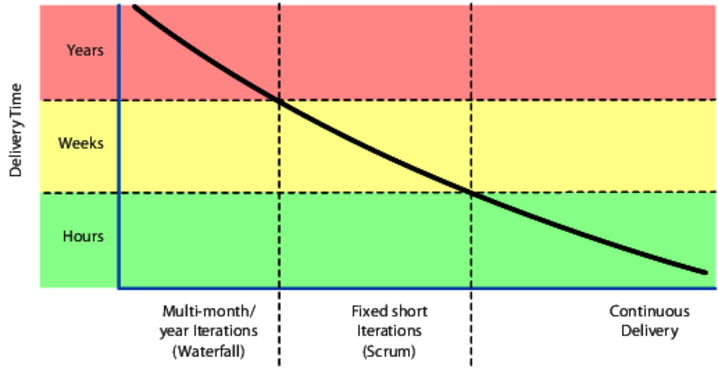 Delivery Time
Years
Weeks
Hours
Multi-month/
year Iterations
(Waterfall)
Fixed short
Iterations
(Scrum)
Continuous
Delivery